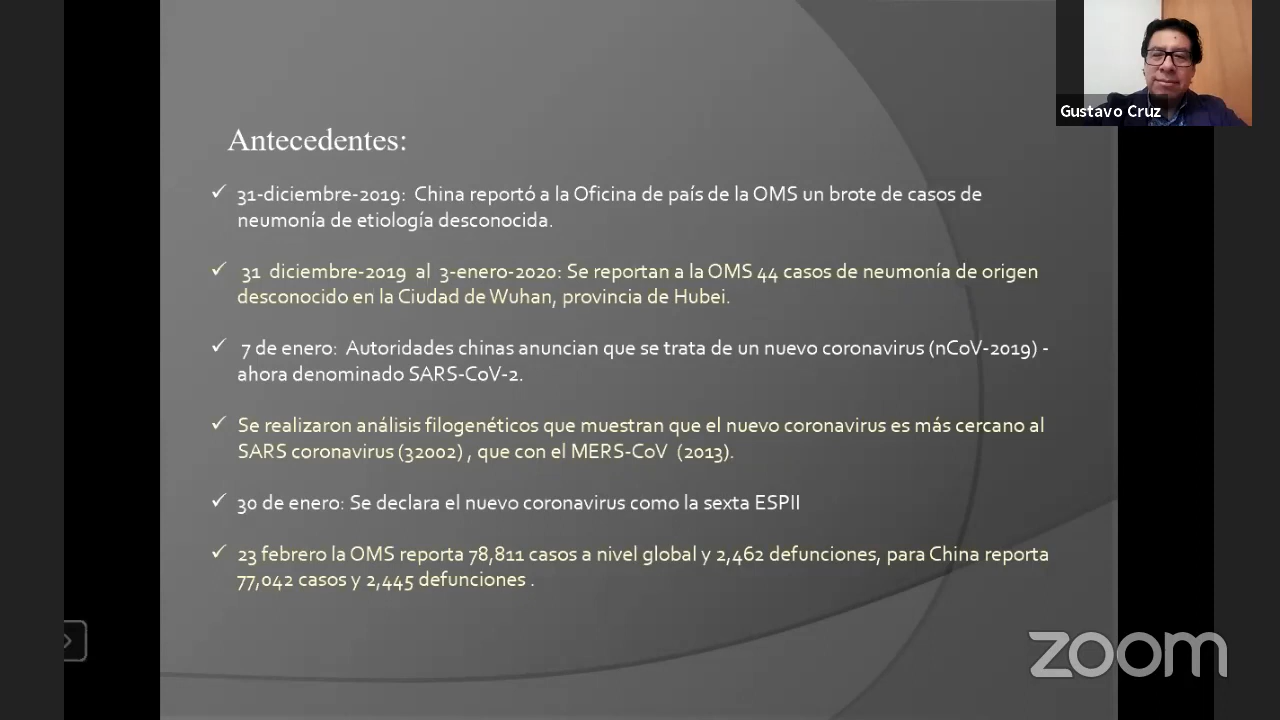 Gustavo Cruz
Antecedentes:
31-diciembre-2019: China reportó a la Oficina de país de la OMS un brote de casos de
neumonía de etiología desconocida.
31 diciembre-2019 al 3-enero-2020: Se reportan a la OMS 44 casos de neumonía de origen
desconocido en la Ciudad de Wuhan, provincia de Hubei.
7 de enero: Autoridades chinas anuncian que se trata de un nuevo coronavirus (nCoV-2019) -
ahora denominado SARS-CoV-2.
Se realizaron análisis filogenéticos que muestran que el nuevo coronavirus es más cercano al
SARS coronavirus (32002) , que con el MERS-CoV (2013).
30 de enero: Se declara el nuevo coronavirus como la sexta ESPII
23 febrero la OMS reporta 78,811 casos a nivel global y 2,462 defunciones, para China reporta
77,042 casos y 2,445 defunciones .
zoom